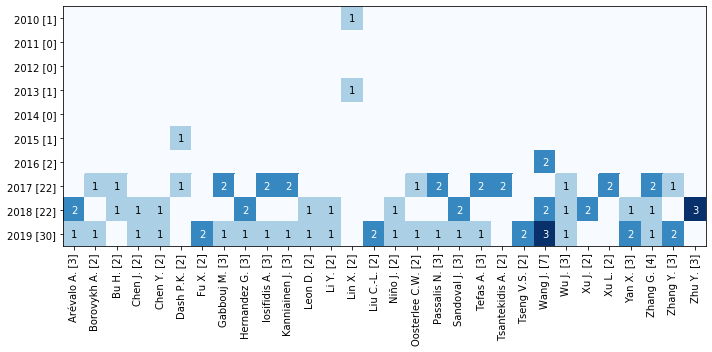 2010 [1] 1
2011 [0]
2012 [0]
2013 [1] 1
2014 [0]
2015 [1] 1
2016 [2] 2
2017 [22] 1 1 1 2 2 2 1 2 2 2 1 2 2 1
2018 [22] 2 1 1 1 2 1 1 1 2 2 1 2 1 1 3
2019 [30] 1 1 1 1 2 1 1 1 1 1 1 2 1 1 1 1 1 2 3 1 2 1 2
Arévalo A. [3]
Borovykh A. [2]
Bu H. [2]
Chen J. [2]
Chen Y. [2]
Dash P.K. [2]
Fu X. [2]
Gabbouj M. [3]
Hernandez G. [3]
Iosifidis A. [3]
Kanniainen J. [3]
Leon D. [2]
Li Y. [2]
Lin X. [2]
Liu C.-L. [2]
Niño J. [2]
Oosterlee C.W. [2]
Passalis N. [3]
Sandoval J. [3]
Tefas A. [3]
Tsantekidis A. [2]
Tseng V.S. [2]
Wang J. [7]
Wu J. [3]
Xu J. [2]
Xu L. [2]
Yan X. [3]
Zhang G. [4]
Zhang Y. [3]
Zhu Y. [3]